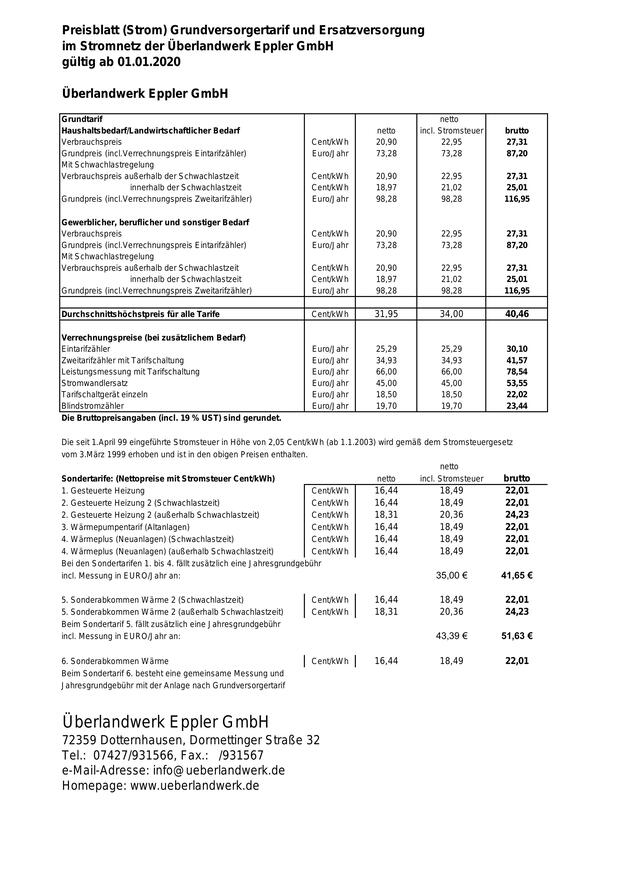 Preisblatt (Strom) Grundversorgertarif und Ersatzversorgung
im Stromnetz der Überlandwerk Eppler GmbH
gültig ab 01.01.2020
Überlandwerk Eppler GmbH
Grundtarif netto
Haushaltsbedarf/Landwirtschaftlicher Bedarf netto incl. Stromsteuer brutto
Verbrauchspreis Cent/kWh 20,90 22,95 27,31
Grundpreis (incl.Verrechnungspreis Eintarifzähler) Euro/Jahr 73,28 73,28 87,20
Mit Schwachlastregelung
Verbrauchspreis außerhalb der Schwachlastzeit Cent/kWh 20,90 22,95 27,31
innerhalb der Schwachlastzeit Cent/kWh 18,97 21,02 25,01
Grundpreis (incl.Verrechnungspreis Zweitarifzähler) Euro/Jahr 98,28 98,28 116,95
Gewerblicher, beruflicher und sonstiger Bedarf
Verbrauchspreis Cent/kWh 20,90 22,95 27,31
Grundpreis (incl.Verrechnungspreis Eintarifzähler) Euro/Jahr 73,28 73,28 87,20
Mit Schwachlastregelung
Verbrauchspreis außerhalb der Schwachlastzeit Cent/kWh 20,90 22,95 27,31
innerhalb der Schwachlastzeit Cent/kWh 18,97 21,02 25,01
Grundpreis (incl.Verrechnungspreis Zweitarifzähler) Euro/Jahr 98,28 98,28 116,95
Durchschnittshöchstpreis für alle Tarife Cent/kWh 31,95 34,00 40,46
Verrechnungspreise (bei zusätzlichem Bedarf)
Eintarifzähler Euro/Jahr 25,29 25,29 30,10
Zweitarifzähler mit Tarifschaltung Euro/Jahr 34,93 34,93 41,57
Leistungsmessung mit Tarifschaltung Euro/Jahr 66,00 66,00 78,54
Stromwandlersatz Euro/Jahr 45,00 45,00 53,55
Tarifschaltgerät einzeln Euro/Jahr 18,50 18,50 22,02
Blindstromzähler Euro/Jahr 19,70 19,70 23,44
Die Bruttopreisangaben (incl. 19 % UST) sind gerundet.
Die seit 1.April 99 eingeführte Stromsteuer in Höhe von 2,05 Cent/kWh (ab 1.1.2003) wird gemäß dem Stromsteuergesetz
vom 3.März 1999 erhoben und ist in den obigen Preisen enthalten.
netto
Sondertarife: (Nettopreise mit Stromsteuer Cent/kWh) netto incl. Stromsteuer brutto
1. Gesteuerte Heizung Cent/kWh 16,44 18,49 22,01
2. Gesteuerte Heizung 2 (Schwachlastzeit) Cent/kWh 16,44 18,49 22,01
2. Gesteuerte Heizung 2 (außerhalb Schwachlastzeit) Cent/kWh 18,31 20,36 24,23
3. Wärmepumpentarif (Altanlagen) Cent/kWh 16,44 18,49 22,01
4. Wärmeplus (Neuanlagen) (Schwachlastzeit) Cent/kWh 16,44 18,49 22,01
4. Wärmeplus (Neuanlagen) (außerhalb Schwachlastzeit) Cent/kWh 16,44 18,49 22,01
Bei den Sondertarifen 1. bis 4. fällt zusätzlich eine Jahresgrundgebühr
incl. Messung in EURO/Jahr an: 35,00 € 41,65 €
5. Sonderabkommen Wärme 2 (Schwachlastzeit) Cent/kWh 16,44 18,49 22,01
5. Sonderabkommen Wärme 2 (außerhalb Schwachlastzeit) Cent/kWh 18,31 20,36 24,23
Beim Sondertarif 5. fällt zusätzlich eine Jahresgrundgebühr
incl. Messung in EURO/Jahr an: 43,39 € 51,63 €
6. Sonderabkommen Wärme Cent/kWh 16,44 18,49 22,01
Beim Sondertarif 6. besteht eine gemeinsame Messung und
Jahresgrundgebühr mit der Anlage nach Grundversorgertarif
Überlandwerk Eppler GmbH
72359 Dotternhausen, Dormettinger Straße 32
Tel.: 07427/931566, Fax.: /931567
e-Mail-Adresse: info@ueberlandwerk.de
Homepage: www.ueberlandwerk.de